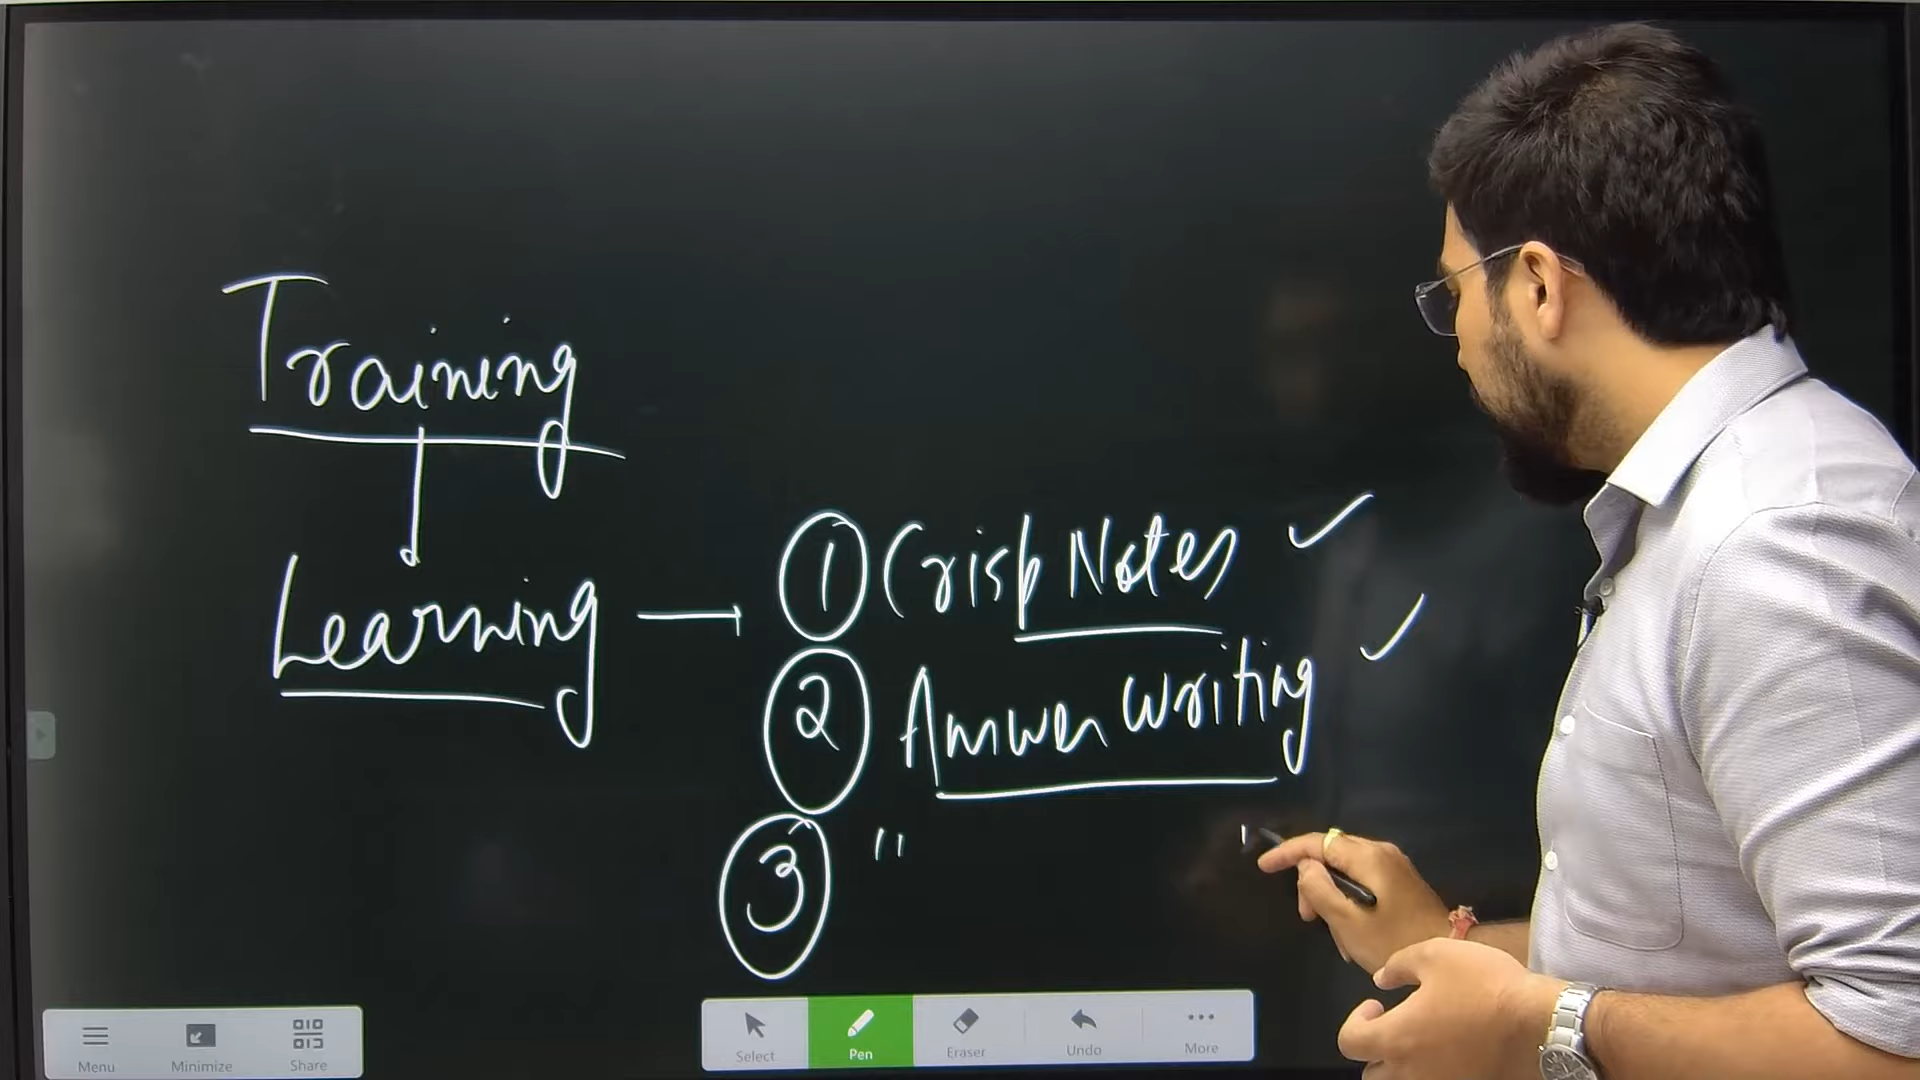 Training
Learning → ① Crisp Notes ✓
② Answer writing ✓
③ " "
Menu Minimize Share
Select Pen Eraser Undo More